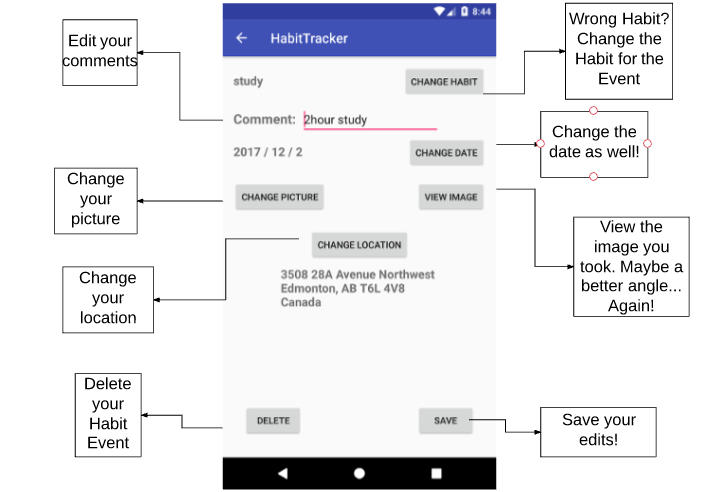 8:44
HabitTracker
study
CHANGE HABIT
Comment: 2hour study
2017 / 12 / 2
CHANGE DATE
CHANGE PICTURE
VIEW IMAGE
CHANGE LOCATION
3508 28A Avenue Northwest
Edmonton, AB T6L 4V8
Canada
DELETE
SAVE
Edit your
comments
Change
your
picture
Change
your
location
Delete
your
Habit
Event
Wrong Habit?
Change the
Habit for the
Event
Change the
date as well!
View the
image you
took. Maybe a
better angle...
Again!
Save your
edits!